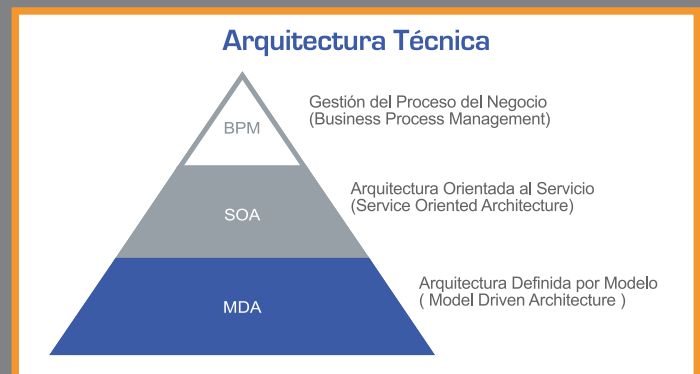 Arquitectura Técnica
BPM
Gestión del Proceso del Negocio
(Business Process Management)
SOA
Arquitectura Orientada al Servicio
(Service Oriented Architecture)
MDA
Arquitectura Definida por Modelo
( Model Driven Architecture )